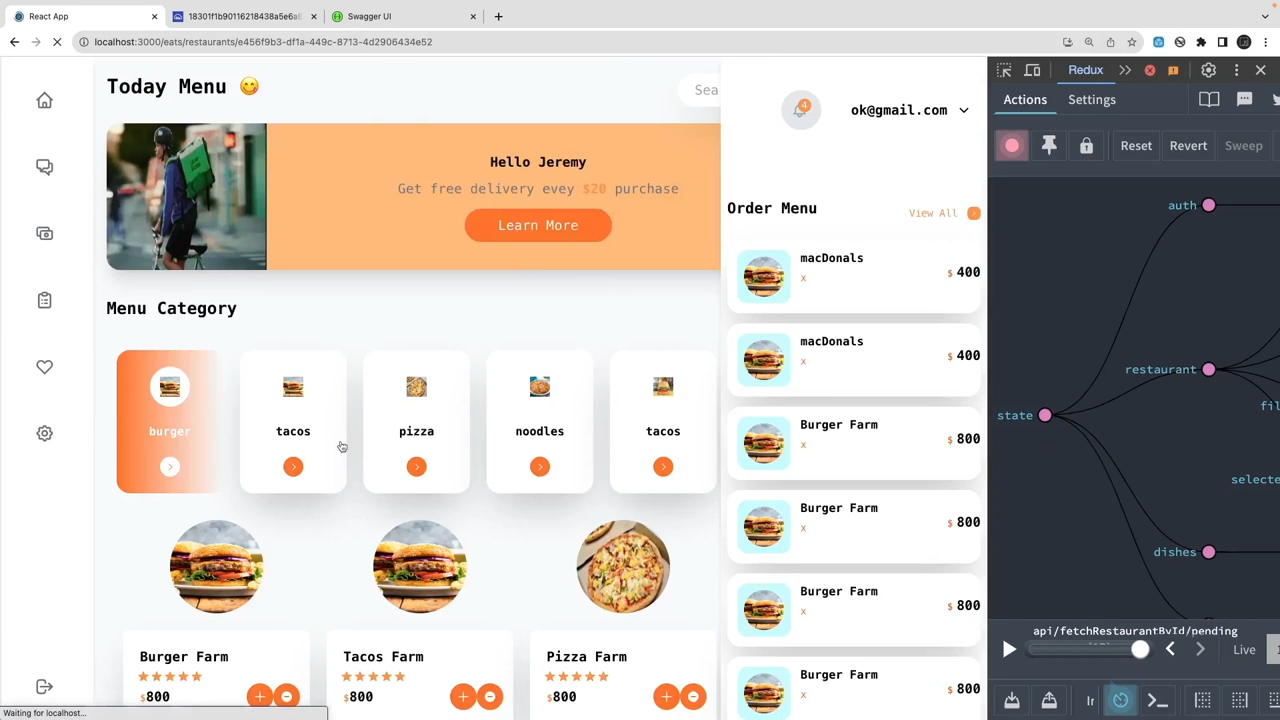 React App
18301f1b90116218438a5e6a8
Swagger UI
localhost:3000/eats/restaurants/e456f9b3-df1a-449c-8713-4d2906434e52
Today Menu 😋
Sea
4
ok@gmail.com
Hello Jeremy
Get free delivery evey $20 purchase
Learn More
Menu Category
burger
tacos
pizza
noodles
tacos
Burger Farm
$800
Tacos Farm
$800
Pizza Farm
$800
Order Menu
View All
macDonals
x
$ 400
macDonals
x
$ 400
Burger Farm
x
$ 800
Burger Farm
x
$ 800
Burger Farm
x
$ 800
Burger Farm
x
$ 800
Redux
Actions
Settings
Reset
Revert
Sweep
auth
restaurant
state
fil
selecte
dishes
api/fetchRestaurantById/pending
Live
Waiting for localhost...